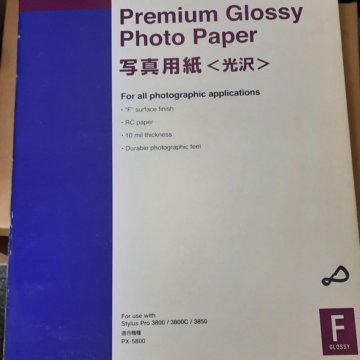 Premium Glossy
Photo Paper
写真用紙＜光沢＞
For all photographic applications
• "F" surface finish
• RC paper
• 10 mil thickness
• Durable photographic feel
For use with
Stylus Pro 3800 / 3800C / 3850
適合機種
PX-5800
F
GLOSSY